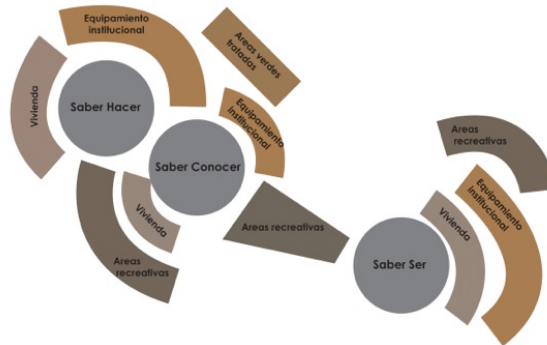 Equipamiento
institucional
Vivienda
Saber Hacer
Areas verdes
tratadas
Equipamiento
institucional
Saber Conocer
Vivienda
Areas
recreativas
Areas recreativas
Areas
recreativas
Equipamiento
institucional
Vivienda
Saber Ser